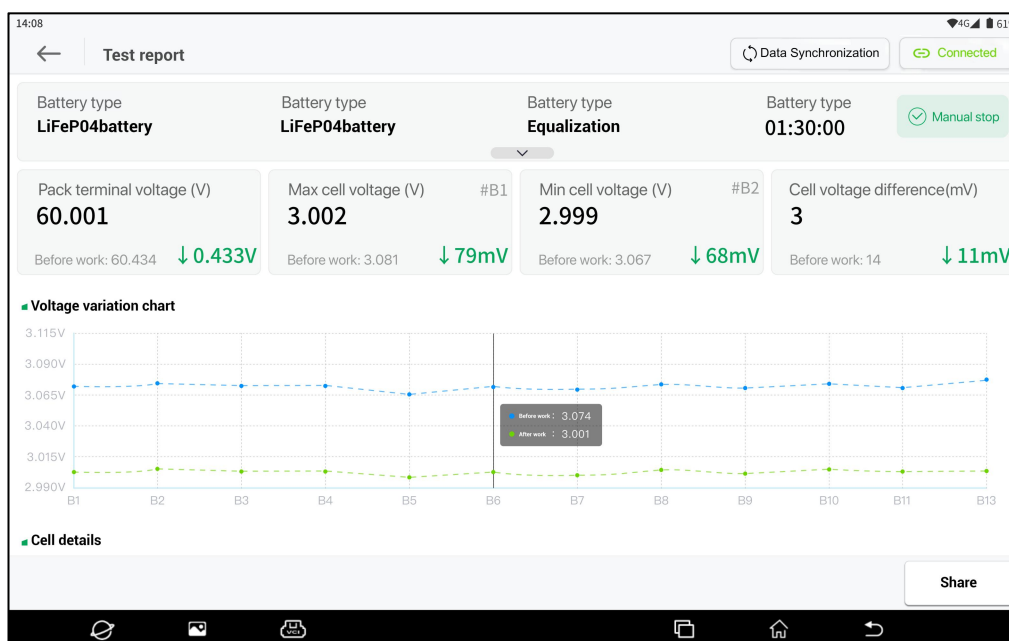 14:08
4G 61
Test report
Data Synchronization
Connected
Battery type
LiFeP04battery
Battery type
LiFeP04battery
Battery type
Equalization
Battery type
01:30:00
Manual stop
Pack terminal voltage (V)
60.001
Before work: 60.434
↓0.433V
Max cell voltage (V)
#B1
3.002
Before work: 3.081
↓79mV
Min cell voltage (V)
#B2
2.999
Before work: 3.067
↓68mV
Cell voltage difference(mV)
3
Before work: 14
↓11mV
Voltage variation chart
3.115V
3.090V
3.065V
3.040V
3.015V
2.990V
Before work : 3.074
After work : 3.001
B1 B2 B3 B4 B5 B6 B7 B8 B9 B10 B11 B13
Cell details
Share
VCI